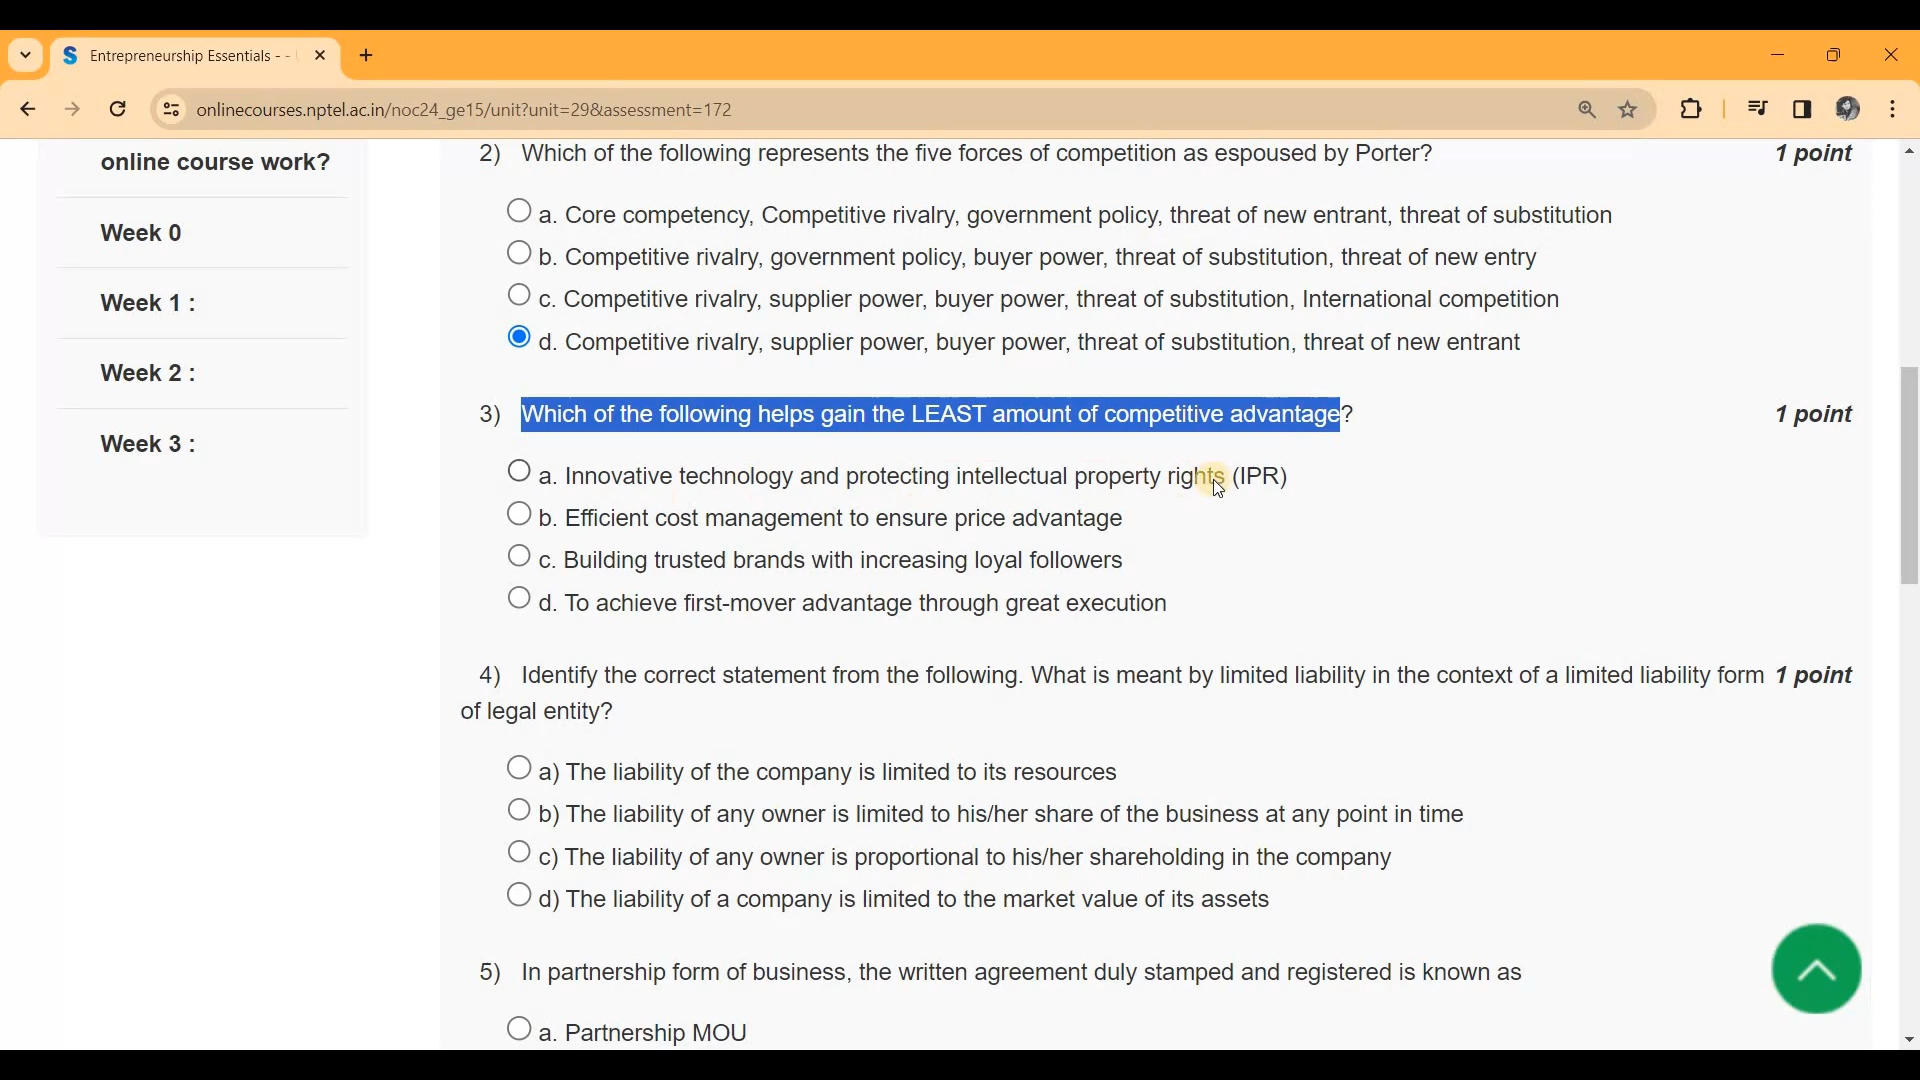 Entrepreneurship Essentials - -
onlinecourses.nptel.ac.in/noc24_ge15/unit?unit=29&assessment=172
online course work?
Week 0
Week 1 :
Week 2 :
Week 3 :
2) Which of the following represents the five forces of competition as espoused by Porter? 1 point
a. Core competency, Competitive rivalry, government policy, threat of new entrant, threat of substitution
b. Competitive rivalry, government policy, buyer power, threat of substitution, threat of new entry
c. Competitive rivalry, supplier power, buyer power, threat of substitution, International competition
d. Competitive rivalry, supplier power, buyer power, threat of substitution, threat of new entrant
3) Which of the following helps gain the LEAST amount of competitive advantage? 1 point
a. Innovative technology and protecting intellectual property rights (IPR)
b. Efficient cost management to ensure price advantage
c. Building trusted brands with increasing loyal followers
d. To achieve first-mover advantage through great execution
4) Identify the correct statement from the following. What is meant by limited liability in the context of a limited liability form 1 point
of legal entity?
a) The liability of the company is limited to its resources
b) The liability of any owner is limited to his/her share of the business at any point in time
c) The liability of any owner is proportional to his/her shareholding in the company
d) The liability of a company is limited to the market value of its assets
5) In partnership form of business, the written agreement duly stamped and registered is known as
a. Partnership MOU